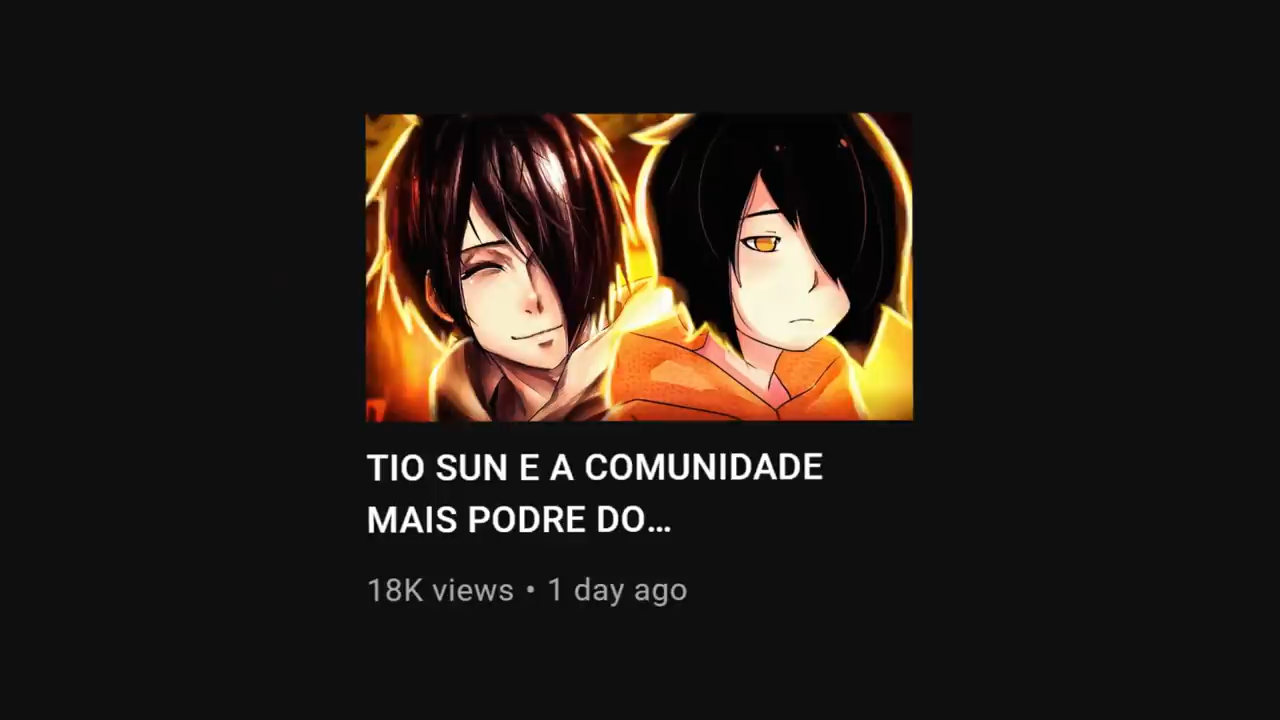 TIO SUN E A COMUNIDADE
MAIS PODRE DO...
18K views • 1 day ago